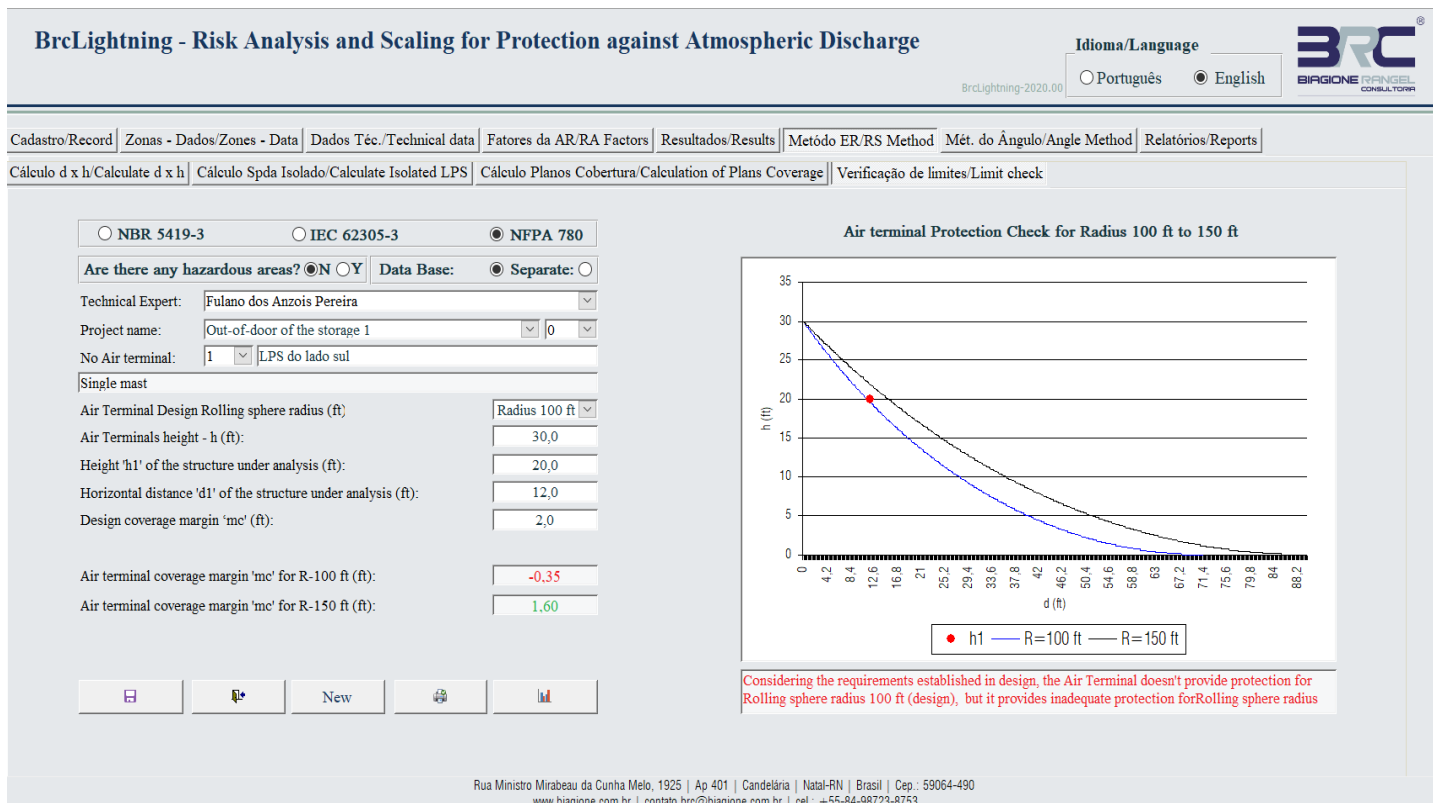 BrcLightning - Risk Analysis and Scaling for Protection against Atmospheric Discharge
BrcLightning-2020.00
Idioma/Language
Português English
BRC ®
BIAGIONE RANGEL
CONSULTORIA
Cadastro/Record Zonas - Dados/Zones - Data Dados Téc./Technical data Fatores da AR/RA Factors Resultados/Results Metódo ER/RS Method Mét. do Ângulo/Angle Method Relatórios/Reports
Cálculo d x h/Calculate d x h Cálculo Spda Isolado/Calculate Isolated LPS Cálculo Planos Cobertura/Calculation of Plans Coverage Verificação de limites/Limit check
NBR 5419-3 IEC 62305-3 NFPA 780
Are there any hazardous areas? N Y Data Base: Separate:
Technical Expert: Fulano dos Anzois Pereira
Project name: Out-of-door of the storage 1 0
No Air terminal: 1 LPS do lado sul
Single mast
Air Terminal Design Rolling sphere radius (ft) Radius 100 ft
Air Terminals height - h (ft): 30,0
Height 'h1' of the structure under analysis (ft): 20,0
Horizontal distance 'd1' of the structure under analysis (ft): 12,0
Design coverage margin ‘mc' (ft): 2,0
Air terminal coverage margin 'mc' for R-100 ft (ft): -0,35
Air terminal coverage margin 'mc' for R-150 ft (ft): 1,60
New
Air terminal Protection Check for Radius 100 ft to 150 ft
35
30
25
20
15
10
5
0
h (ft)
0 4,2 8,4 12,6 16,8 21 25,2 29,4 33,6 37,8 42 46,2 50,4 54,6 58,8 63 67,2 71,4 75,6 79,8 84 88,2
d (ft)
h1 R=100 ft R=150 ft
Considering the requirements established in design, the Air Terminal doesn't provide protection for
Rolling sphere radius 100 ft (design), but it provides inadequate protection forRolling sphere radius
Rua Ministro Mirabeau da Cunha Melo, 1925 | Ap 401 | Candelária | Natal-RN | Brasil | Cep.: 59064-490
www.biagione.com.br | contato.brc@biagione.com.br | cel.: +55-84-98723-8753